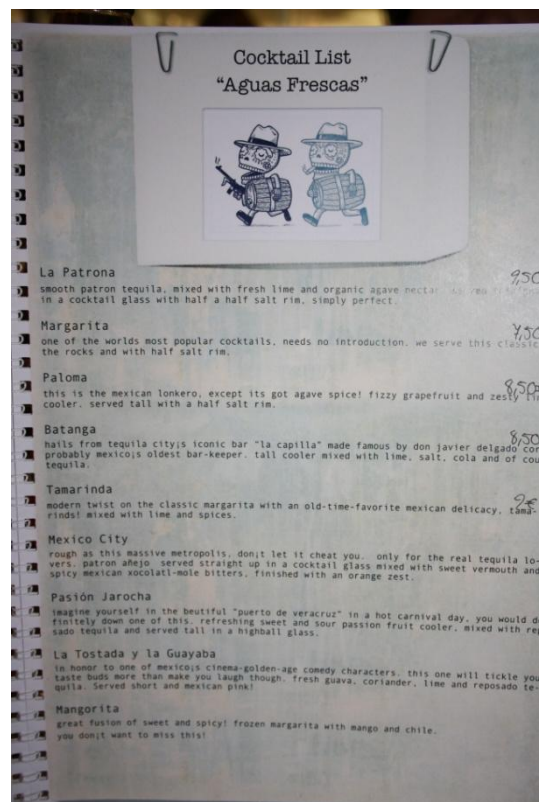 Cocktail List
"Aguas Frescas"
La Patrona
9,50
smooth patron tequila, mixed with fresh lime and organic agave nectar.
in a cocktail glass with half a half salt rim, simply perfect.
Margarita
7,50
one of the worlds most popular cocktails, needs no introduction, we serve this classic
the rocks and with half salt rim.
Paloma
8,50
this is the mexican lonkero, except its got agave spice! fizzy grapefruit and zesty
cooler. served tall with a half salt rim.
Batanga
8,50
hails from tequila city¡s iconic bar "la capilla" made famous by don javier delgado
probably mexico¡s oldest bar-keeper. tall cooler mixed with lime, salt, cola and of
tequila.
Tamarinda
9€
modern twist on the classic margarita with an old-time-favorite mexican delicacy, tama-
rinds! mixed with lime and spices.
Mexico City
rough as this massive metropolis, don¡t let it cheat you. only for the real tequila lo-
vers. patron añejo served straight up in a cocktail glass mixed with sweet vermouth and
spicy mexican xocolatl-mole bitters, finished with an orange zest.
Pasión Jarocha
imagine yourself in the beutiful "puerto de veracruz" in a hot carnival day, you would
finitely down one of this. refreshing sweet and sour passion fruit cooler, mixed with
sado tequila and served tall in a highball glass.
La Tostada y la Guayaba
in honor to one of mexico¡s cinema-golden-age comedy characters. this one will tickle
taste buds more than make you laugh though. fresh guava, coriander, lime and reposado te-
quila. Served short and mexican pink!
Mangorita
great fusion of sweet and spicy! frozen margarita with mango and chile.
you don¡t want to miss this!